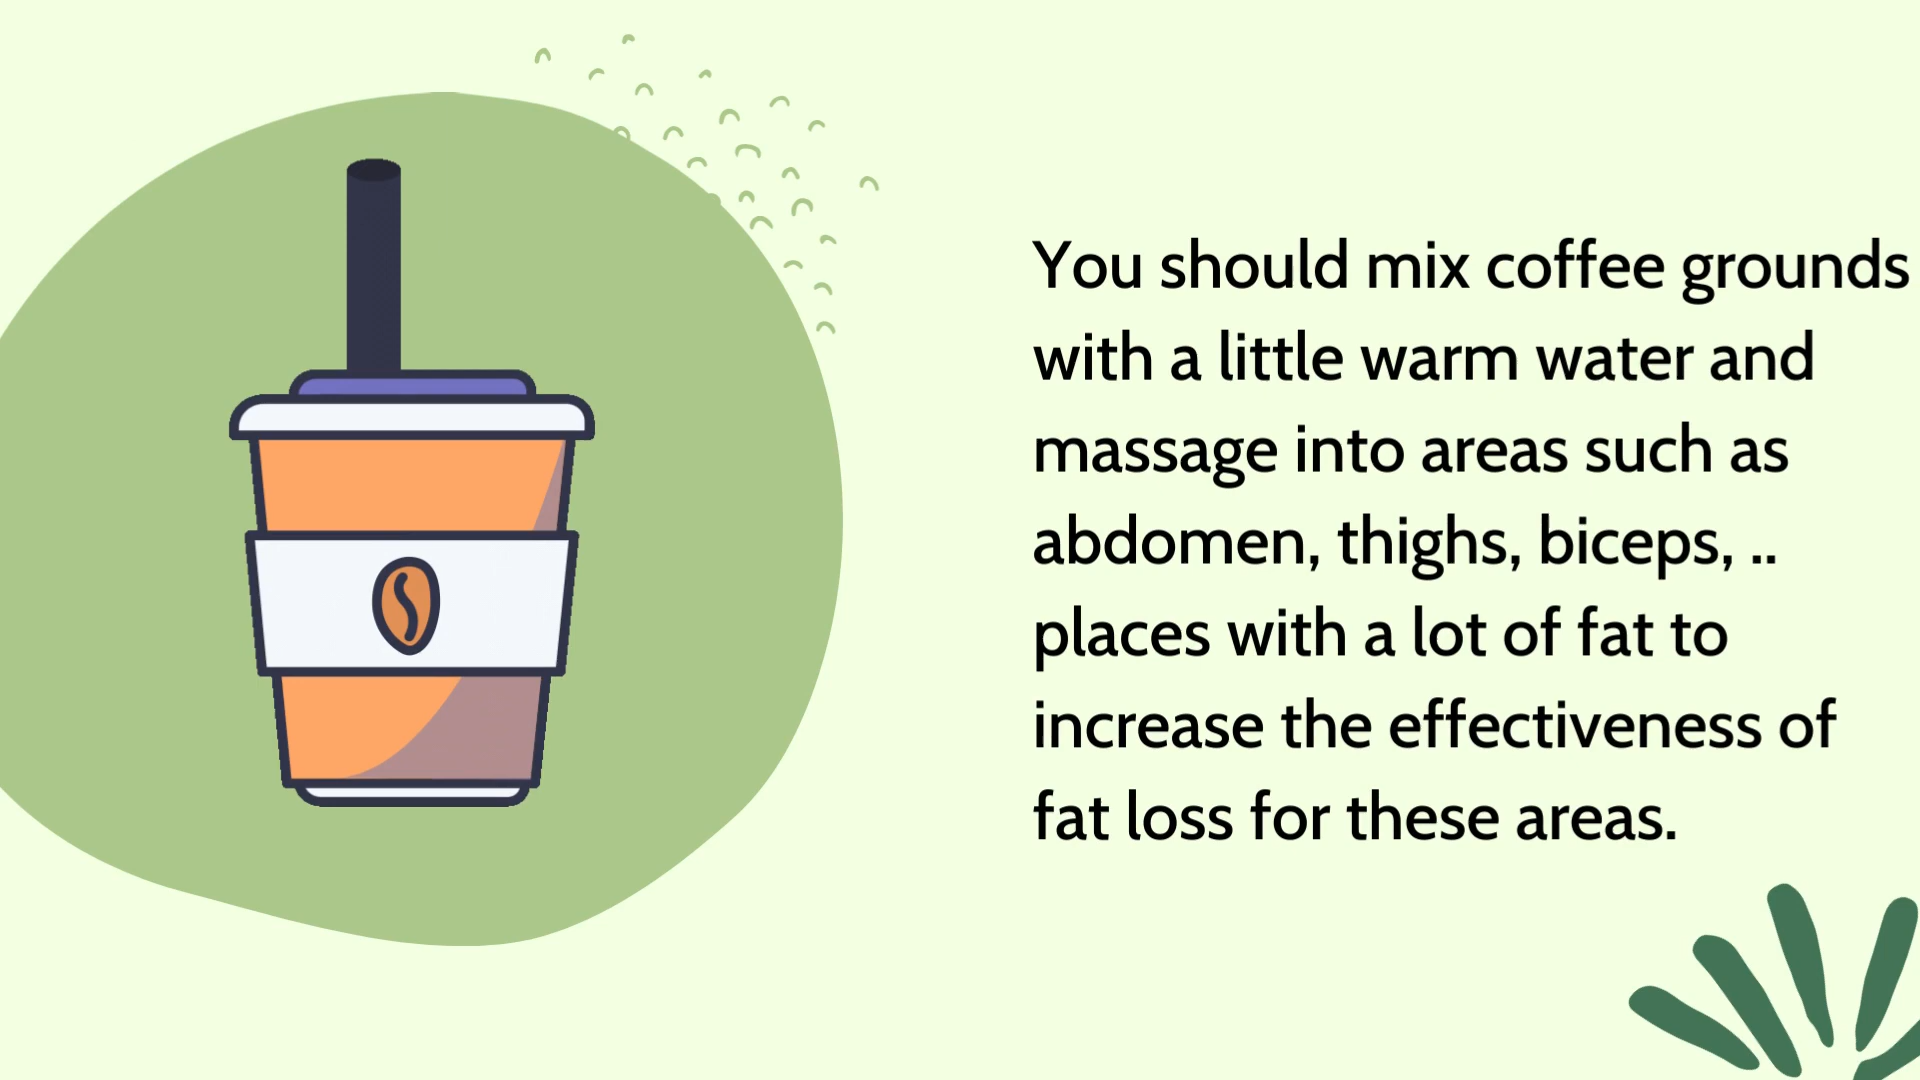 You should mix coffee grounds
with a little warm water and
massage into areas such as
abdomen, thighs, biceps, ..
places with a lot of fat to
increase the effectiveness of
fat loss for these areas.